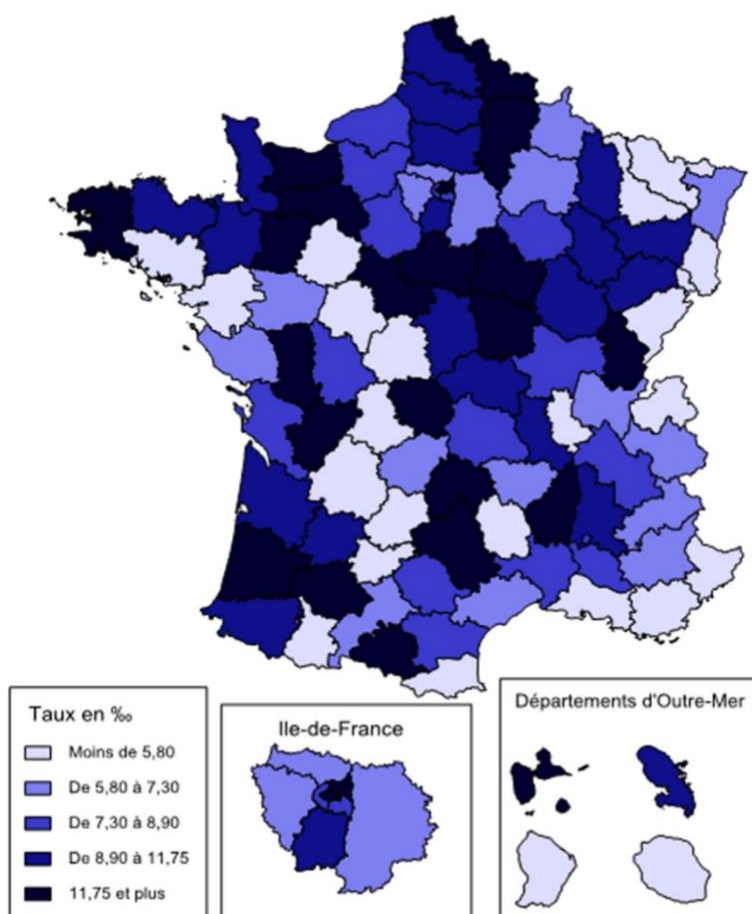 Taux en ‰
Moins de 5,80
De 5,80 à 7,30
De 7,30 à 8,90
De 8,90 à 11,75
11,75 et plus
Ile-de-France
Départements d'Outre-Mer